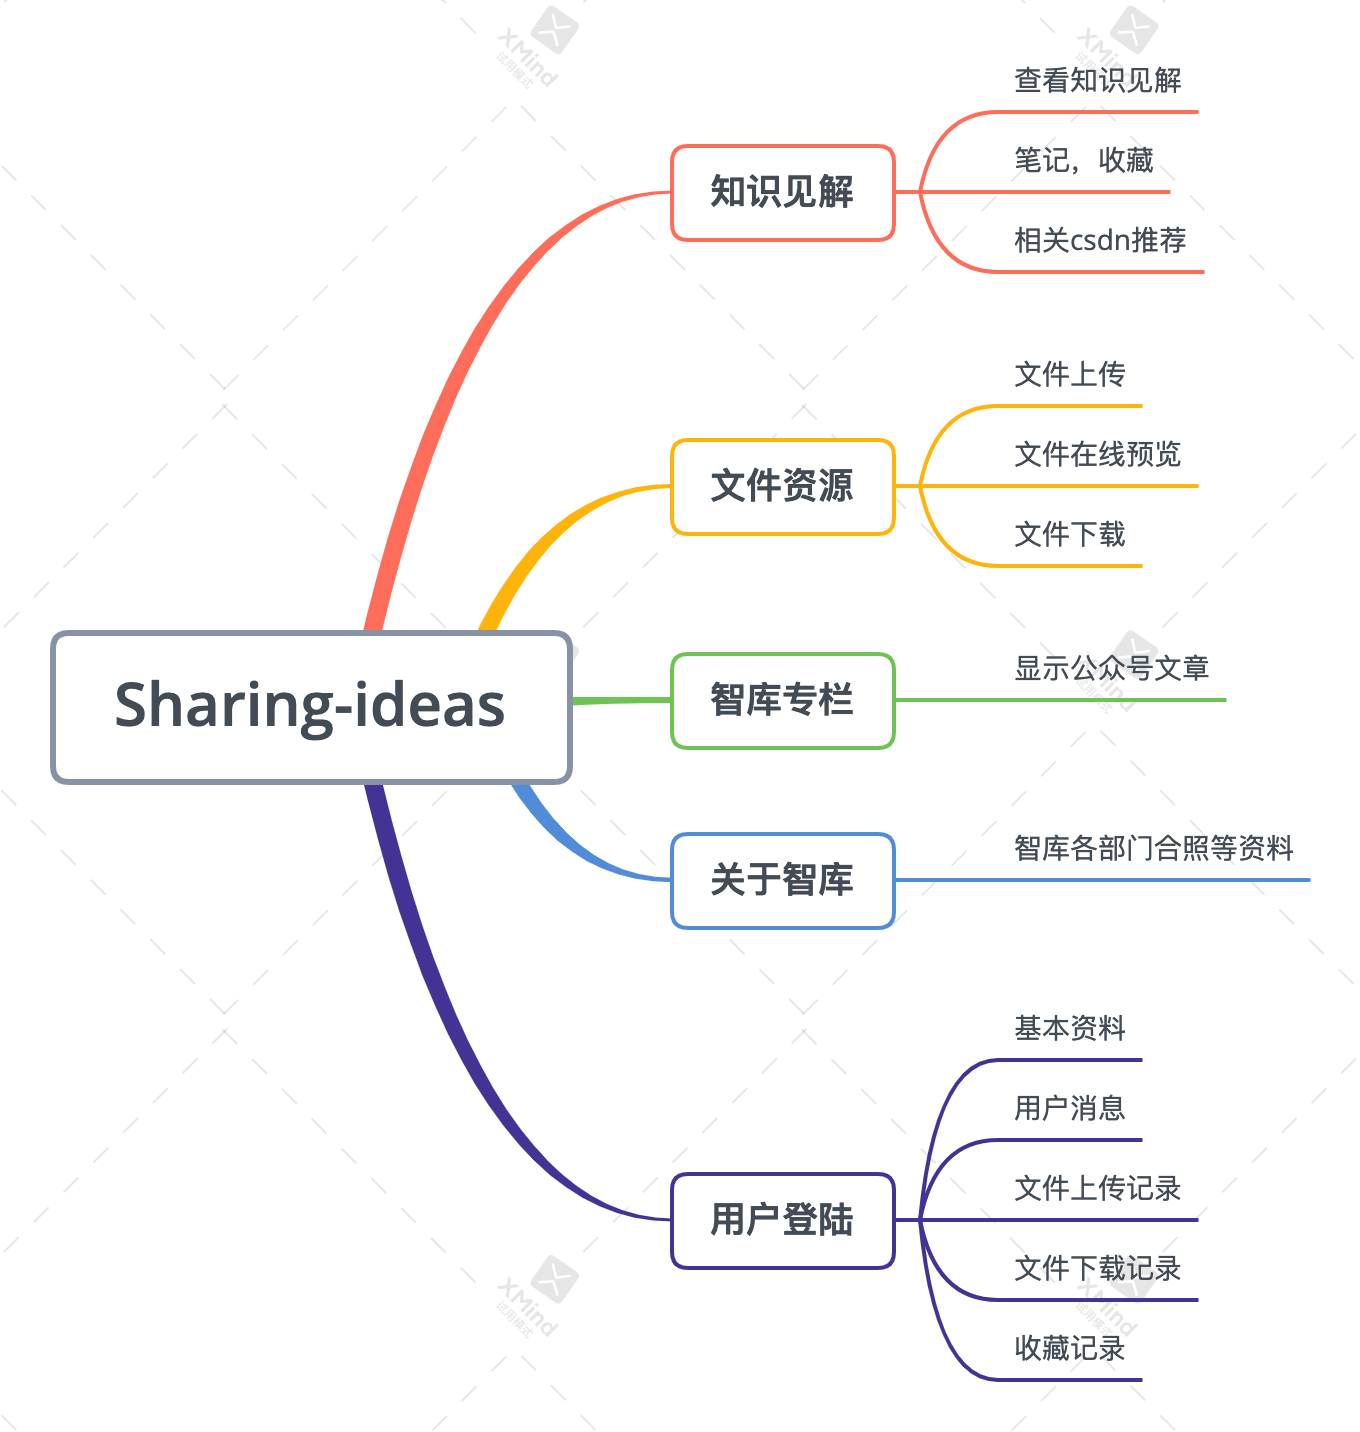 Sharing-ideas
知识见解
查看知识见解
笔记，收藏
相关csdn推荐
文件资源
文件上传
文件在线预览
文件下载
智库专栏
显示公众号文章
关于智库
智库各部门合照等资料
用户登陆
基本资料
用户消息
文件上传记录
文件下载记录
收藏记录
XMind
试用模式
XMind
试用模式
XMind
试用模式
XMind
试用模式
XMind
试用模式